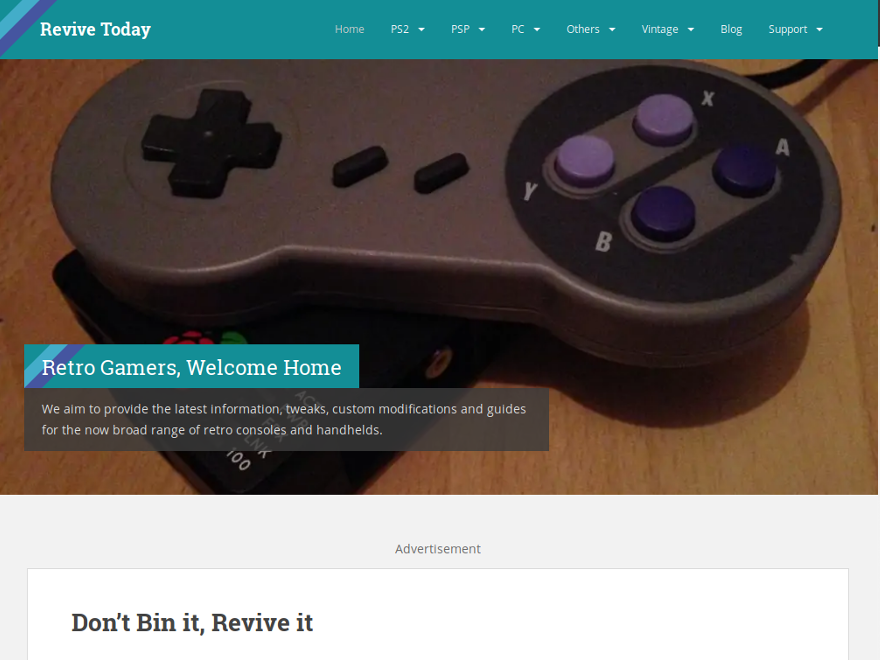 Revive Today
Home PS2 PSP PC Others Vintage Blog Support
X
A
Y
B
Retro Gamers, Welcome Home
We aim to provide the latest information, tweaks, custom modifications and guides
for the now broad range of retro consoles and handhelds.
LNK
100
Advertisement
Don’t Bin it, Revive it